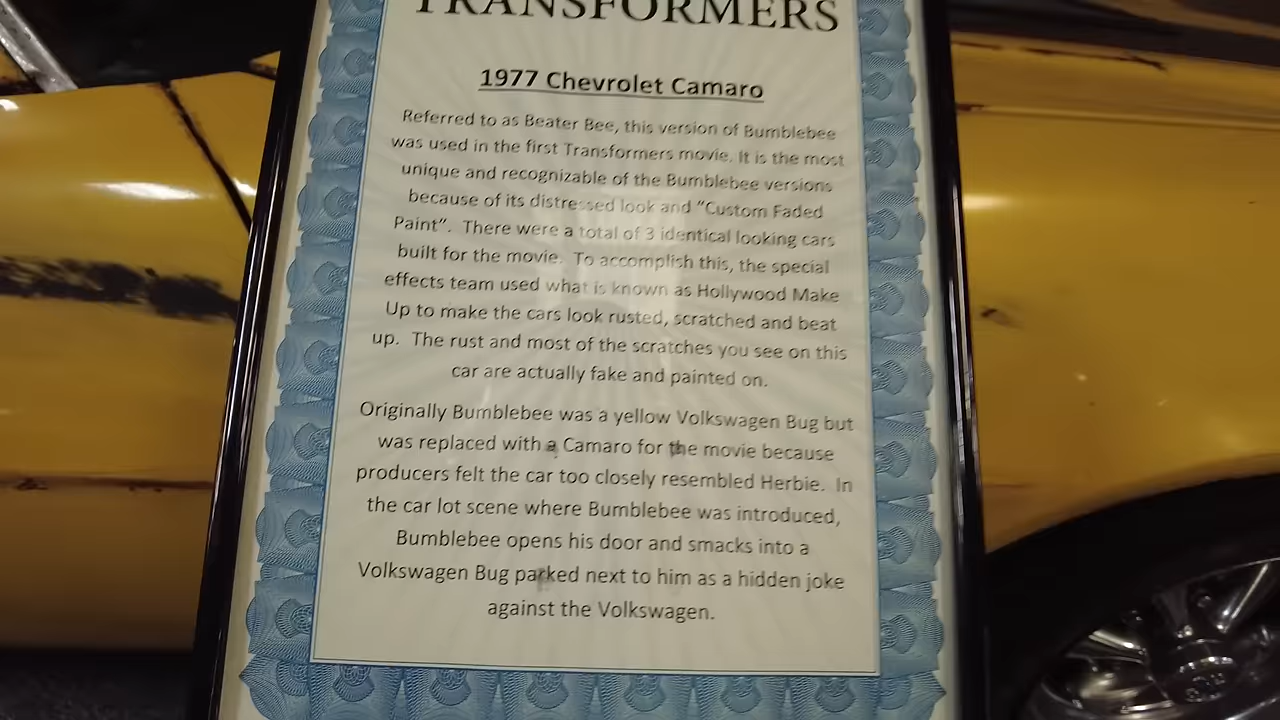 TRANSFORMERS
1977 Chevrolet Camaro
Referred to as Beater Bee, this version of Bumblebee
was used in the first Transformers movie. It is the most
unique and recognizable of the Bumblebee versions
because of its distressed look and "Custom Faded
Paint". There were a total of 3 identical looking cars
built for the movie. To accomplish this, the special
effects team used what is known as Hollywood Make
Up to make the cars look rusted, scratched and beat
up. The rust and most of the scratches you see on this
car are actually fake and painted on.
Originally Bumblebee was a yellow Volkswagen Bug but
was replaced with a Camaro for the movie because
producers felt the car too closely resembled Herbie. In
the car lot scene where Bumblebee was introduced,
Bumblebee opens his door and smacks into a
Volkswagen Bug parked next to him as a hidden joke
against the Volkswagen.